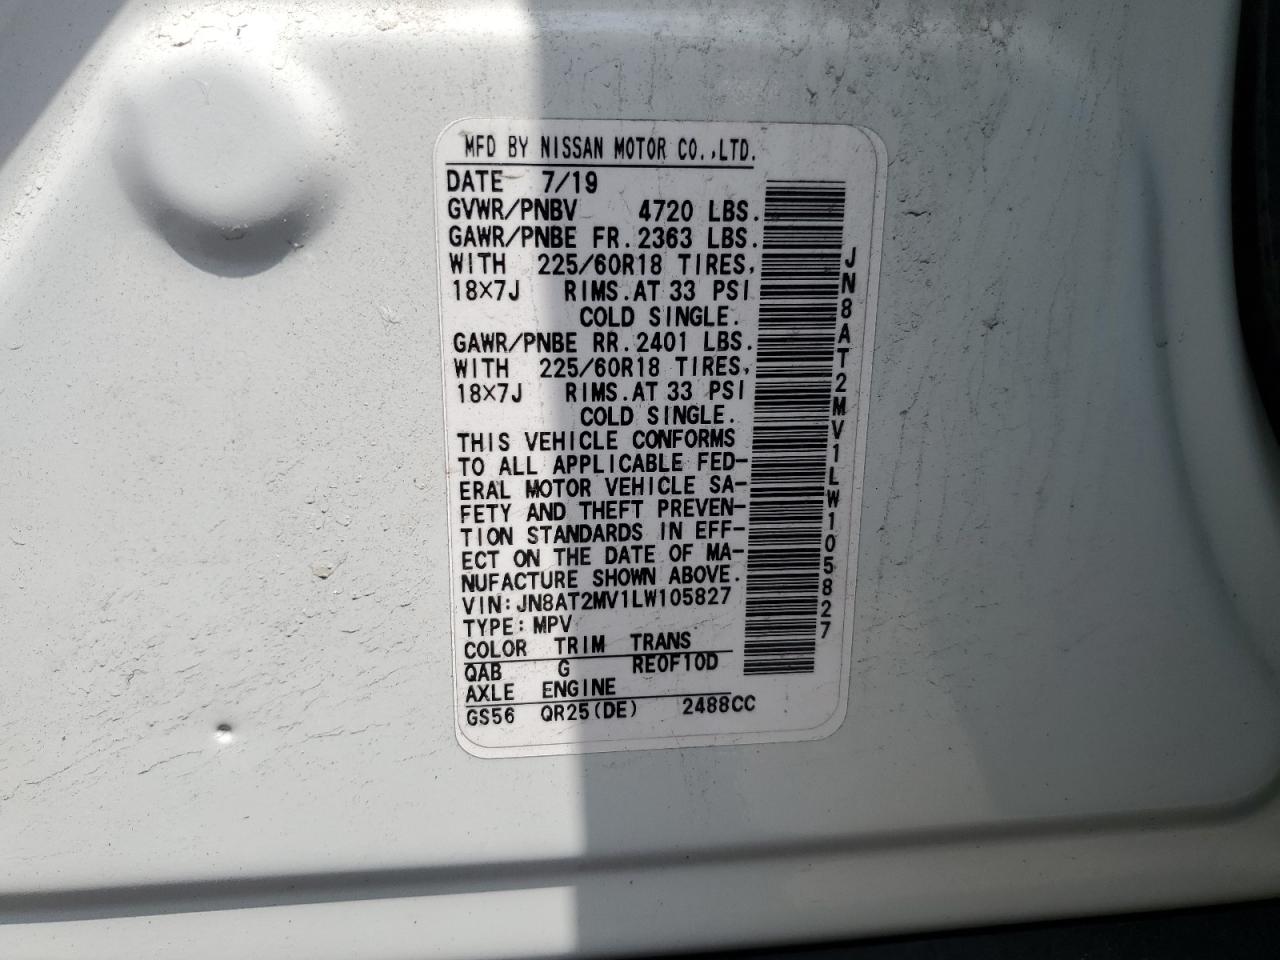 MFD BY NISSAN MOTOR CO.,LTD.
DATE 7/19
GVWR/PNBV 4720 LBS.
GAWR/PNBE FR. 2363 LBS.
WITH 225/60R18 TIRES,
18×7J RIMS.AT 33 PSI
COLD SINGLE.
GAWR/PNBE RR. 2401 LBS.
WITH 225/60R18 TIRES,
18×7J RIMS.AT 33 PSI
COLD SINGLE.
THIS VEHICLE CONFORMS
TO ALL APPLICABLE FED-
ERAL MOTOR VEHICLE SA-
FETY AND THEFT PREVEN-
TION STANDARDS IN EFF-
ECT ON THE DATE OF MA-
NUFACTURE SHOWN ABOVE.
VIN: JN8AT2MV1LW105827
TYPE: MPV
COLOR TRIM TRANS
QAB G RE0F10D
AXLE ENGINE
GS56 QR25(DE) 2488CC
JN8AT2MV1LW105827